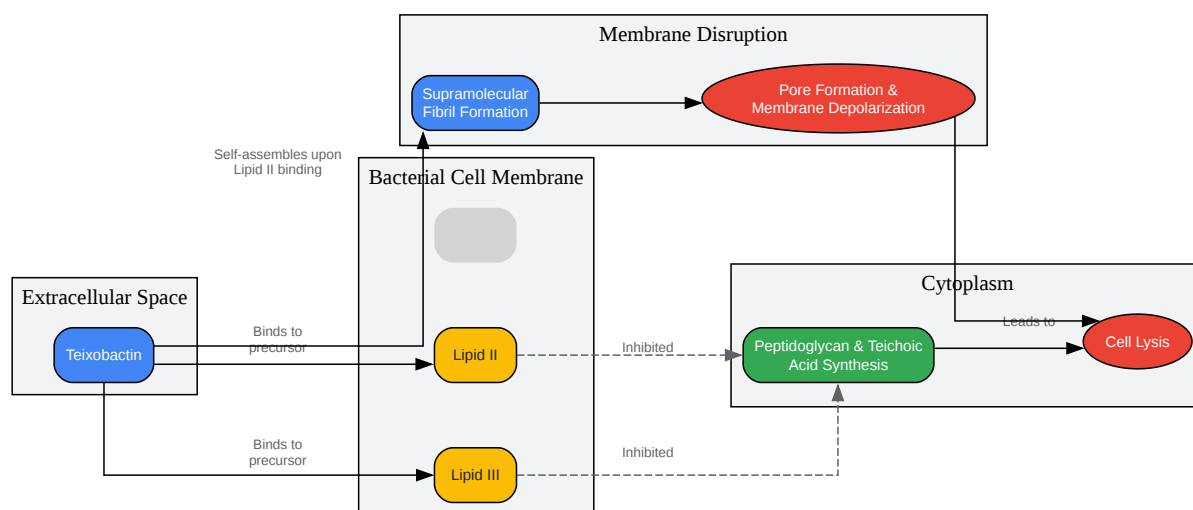 Membrane Disruption
Supramolecular
Fibril Formation
Pore Formation &
Membrane Depolarization
Self-assembles upon
Lipid II binding
Bacterial Cell Membrane
Extracellular Space
Teixobactin
Binds to
precursor
Lipid II
Inhibited
Cytoplasm
Peptidoglycan & Teichoic
Acid Synthesis
Leads to
Cell Lysis
Binds to
precursor
Lipid III
Inhibited